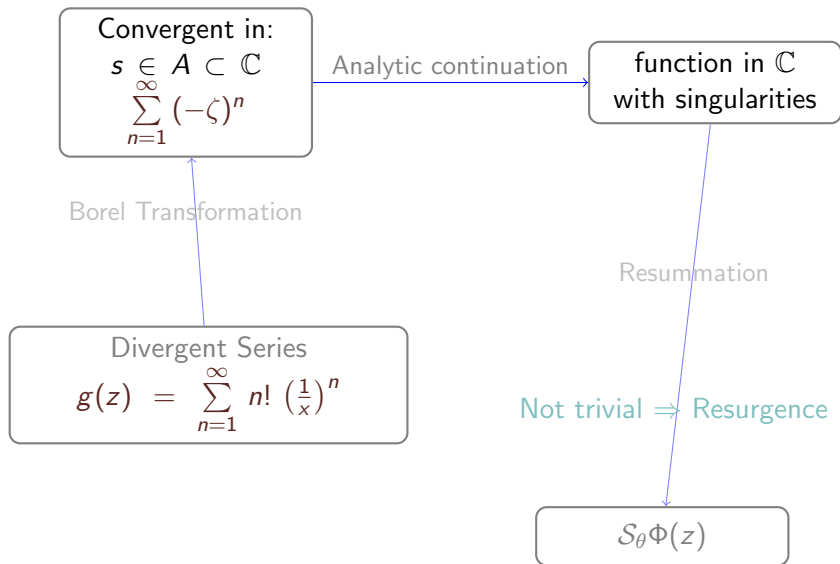 Convergent in:
s ∈ A ⊂ ℂ
∑_{n=1}^{∞} (−ζ)^n
Analytic continuation
function in ℂ
with singularities
Borel Transformation
Resummation
Divergent Series
g(z) = ∑_{n=1}^{∞} n! (1/x)^n
Not trivial ⇒ Resurgence
𝒮_θΦ(z)